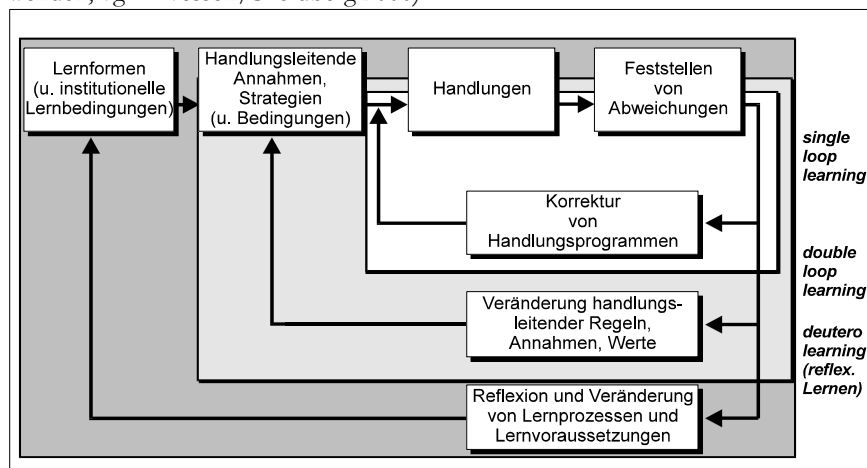 Lernformen
(u. institutionelle
Lernbedingungen)
Handlungsleitende
Annahmen,
Strategien
(u. Bedingungen)
Handlungen
Feststellen
von
Abweichungen
single
loop
learning
Korrektur
von
Handlungsprogrammen
double
loop
learning
Veränderung handlungs-
leitender Regeln,
Annahmen, Werte
deutero
learning
(reflex.
Lernen)
Reflexion und Veränderung
von Lernprozessen und
Lernvoraussetzungen